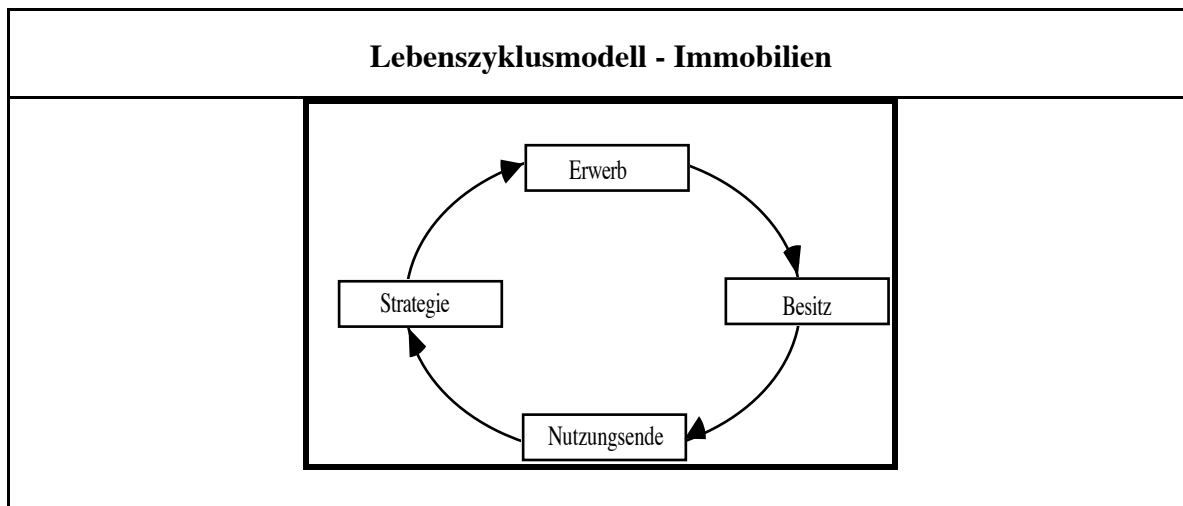 Lebenszyklusmodell - Immobilien
Erwerb
Strategie
Besitz
Nutzungsende